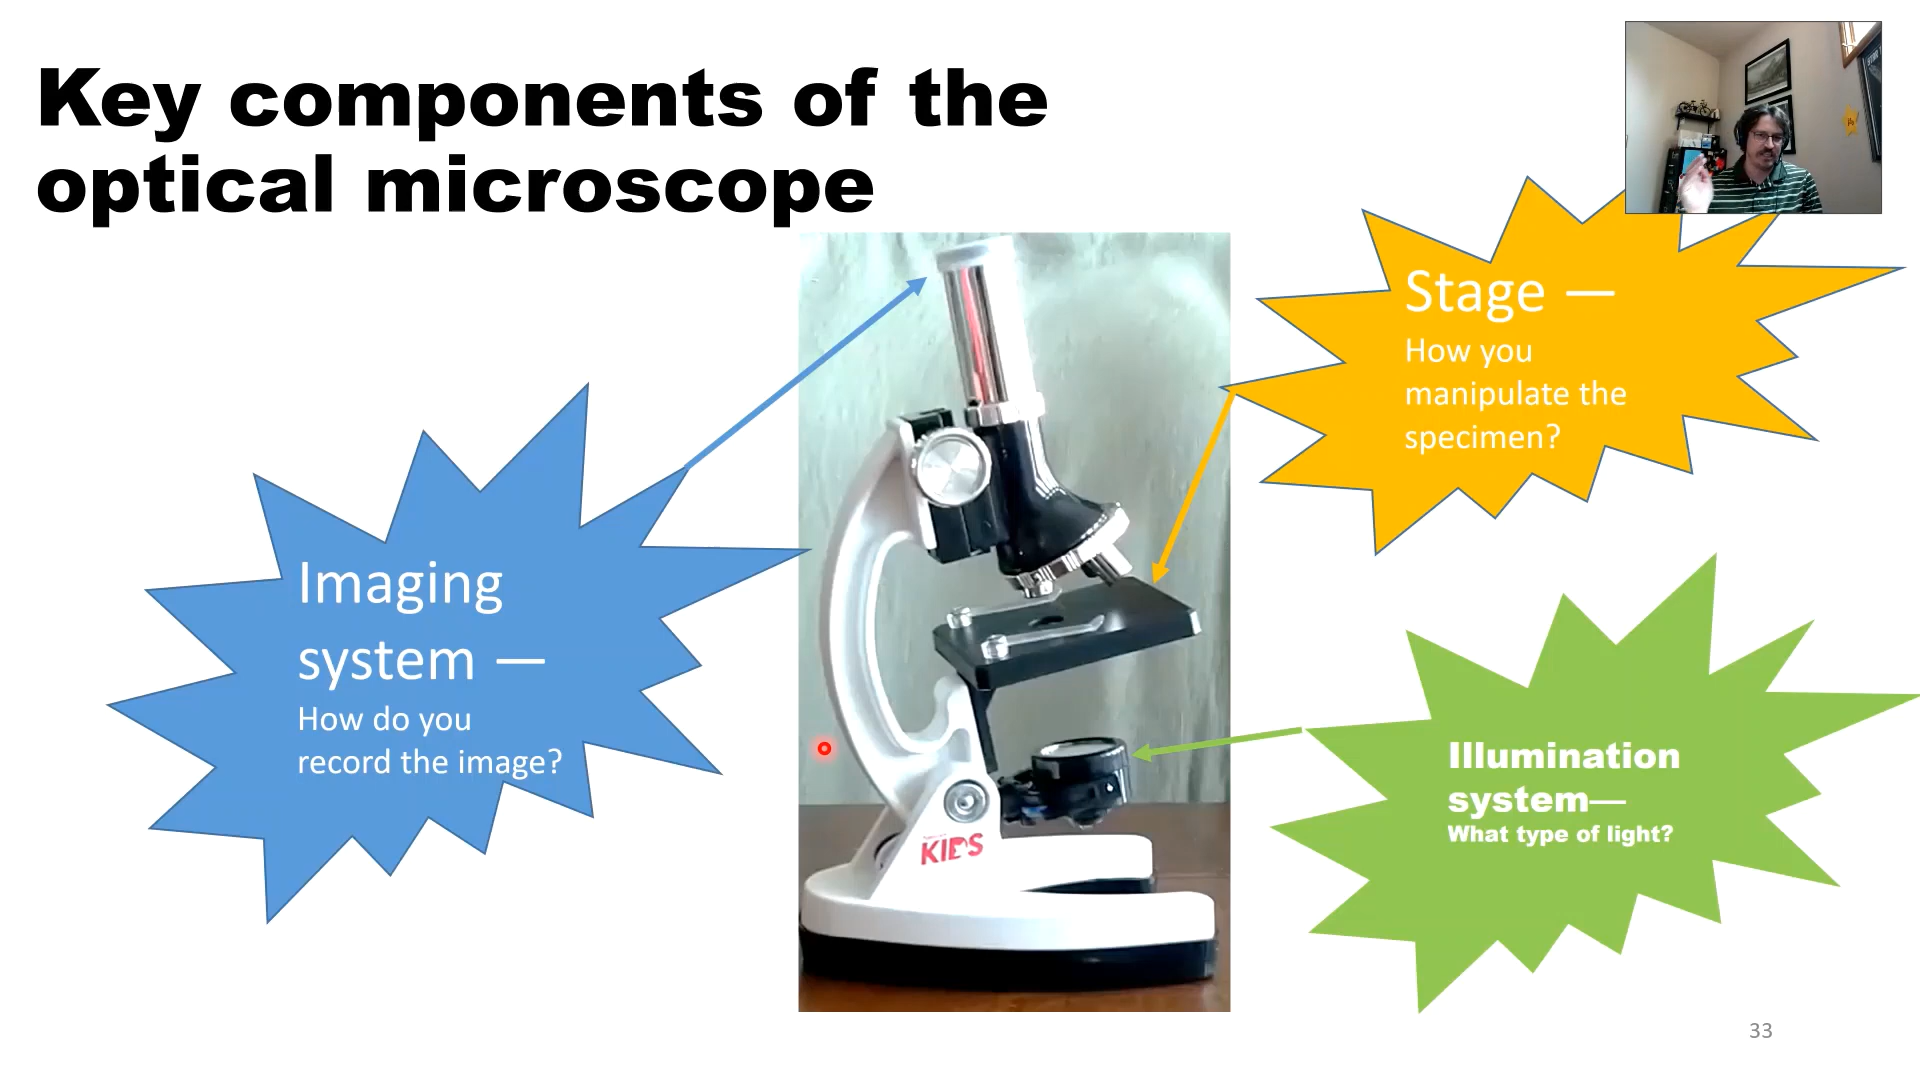 Key components of the
optical microscope
Stage —
How you
manipulate the
specimen?
Imaging
system —
How do you
record the image?
Illumination
system—
What type of light?
KIDS
33